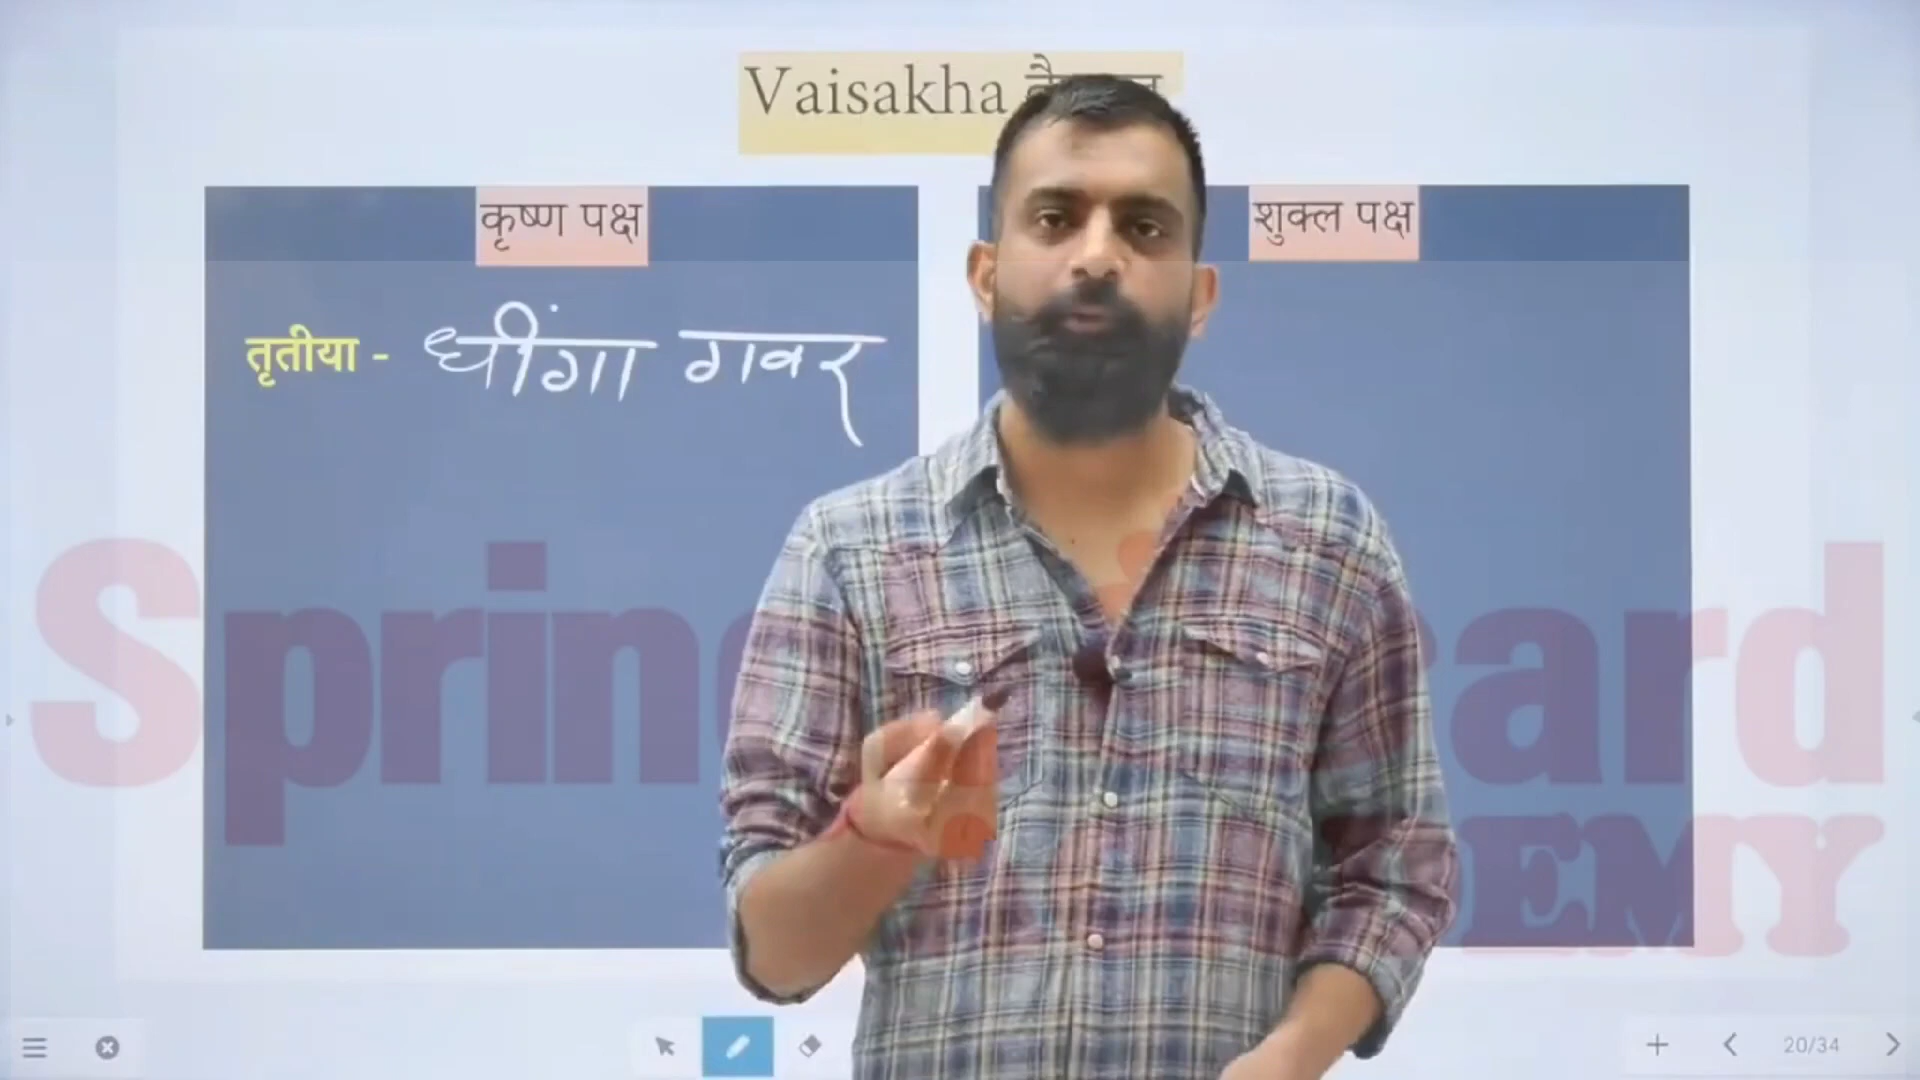 Vaisakha
कृष्ण पक्ष
शुक्ल पक्ष
तृतीया - धींगा गवर
20/34